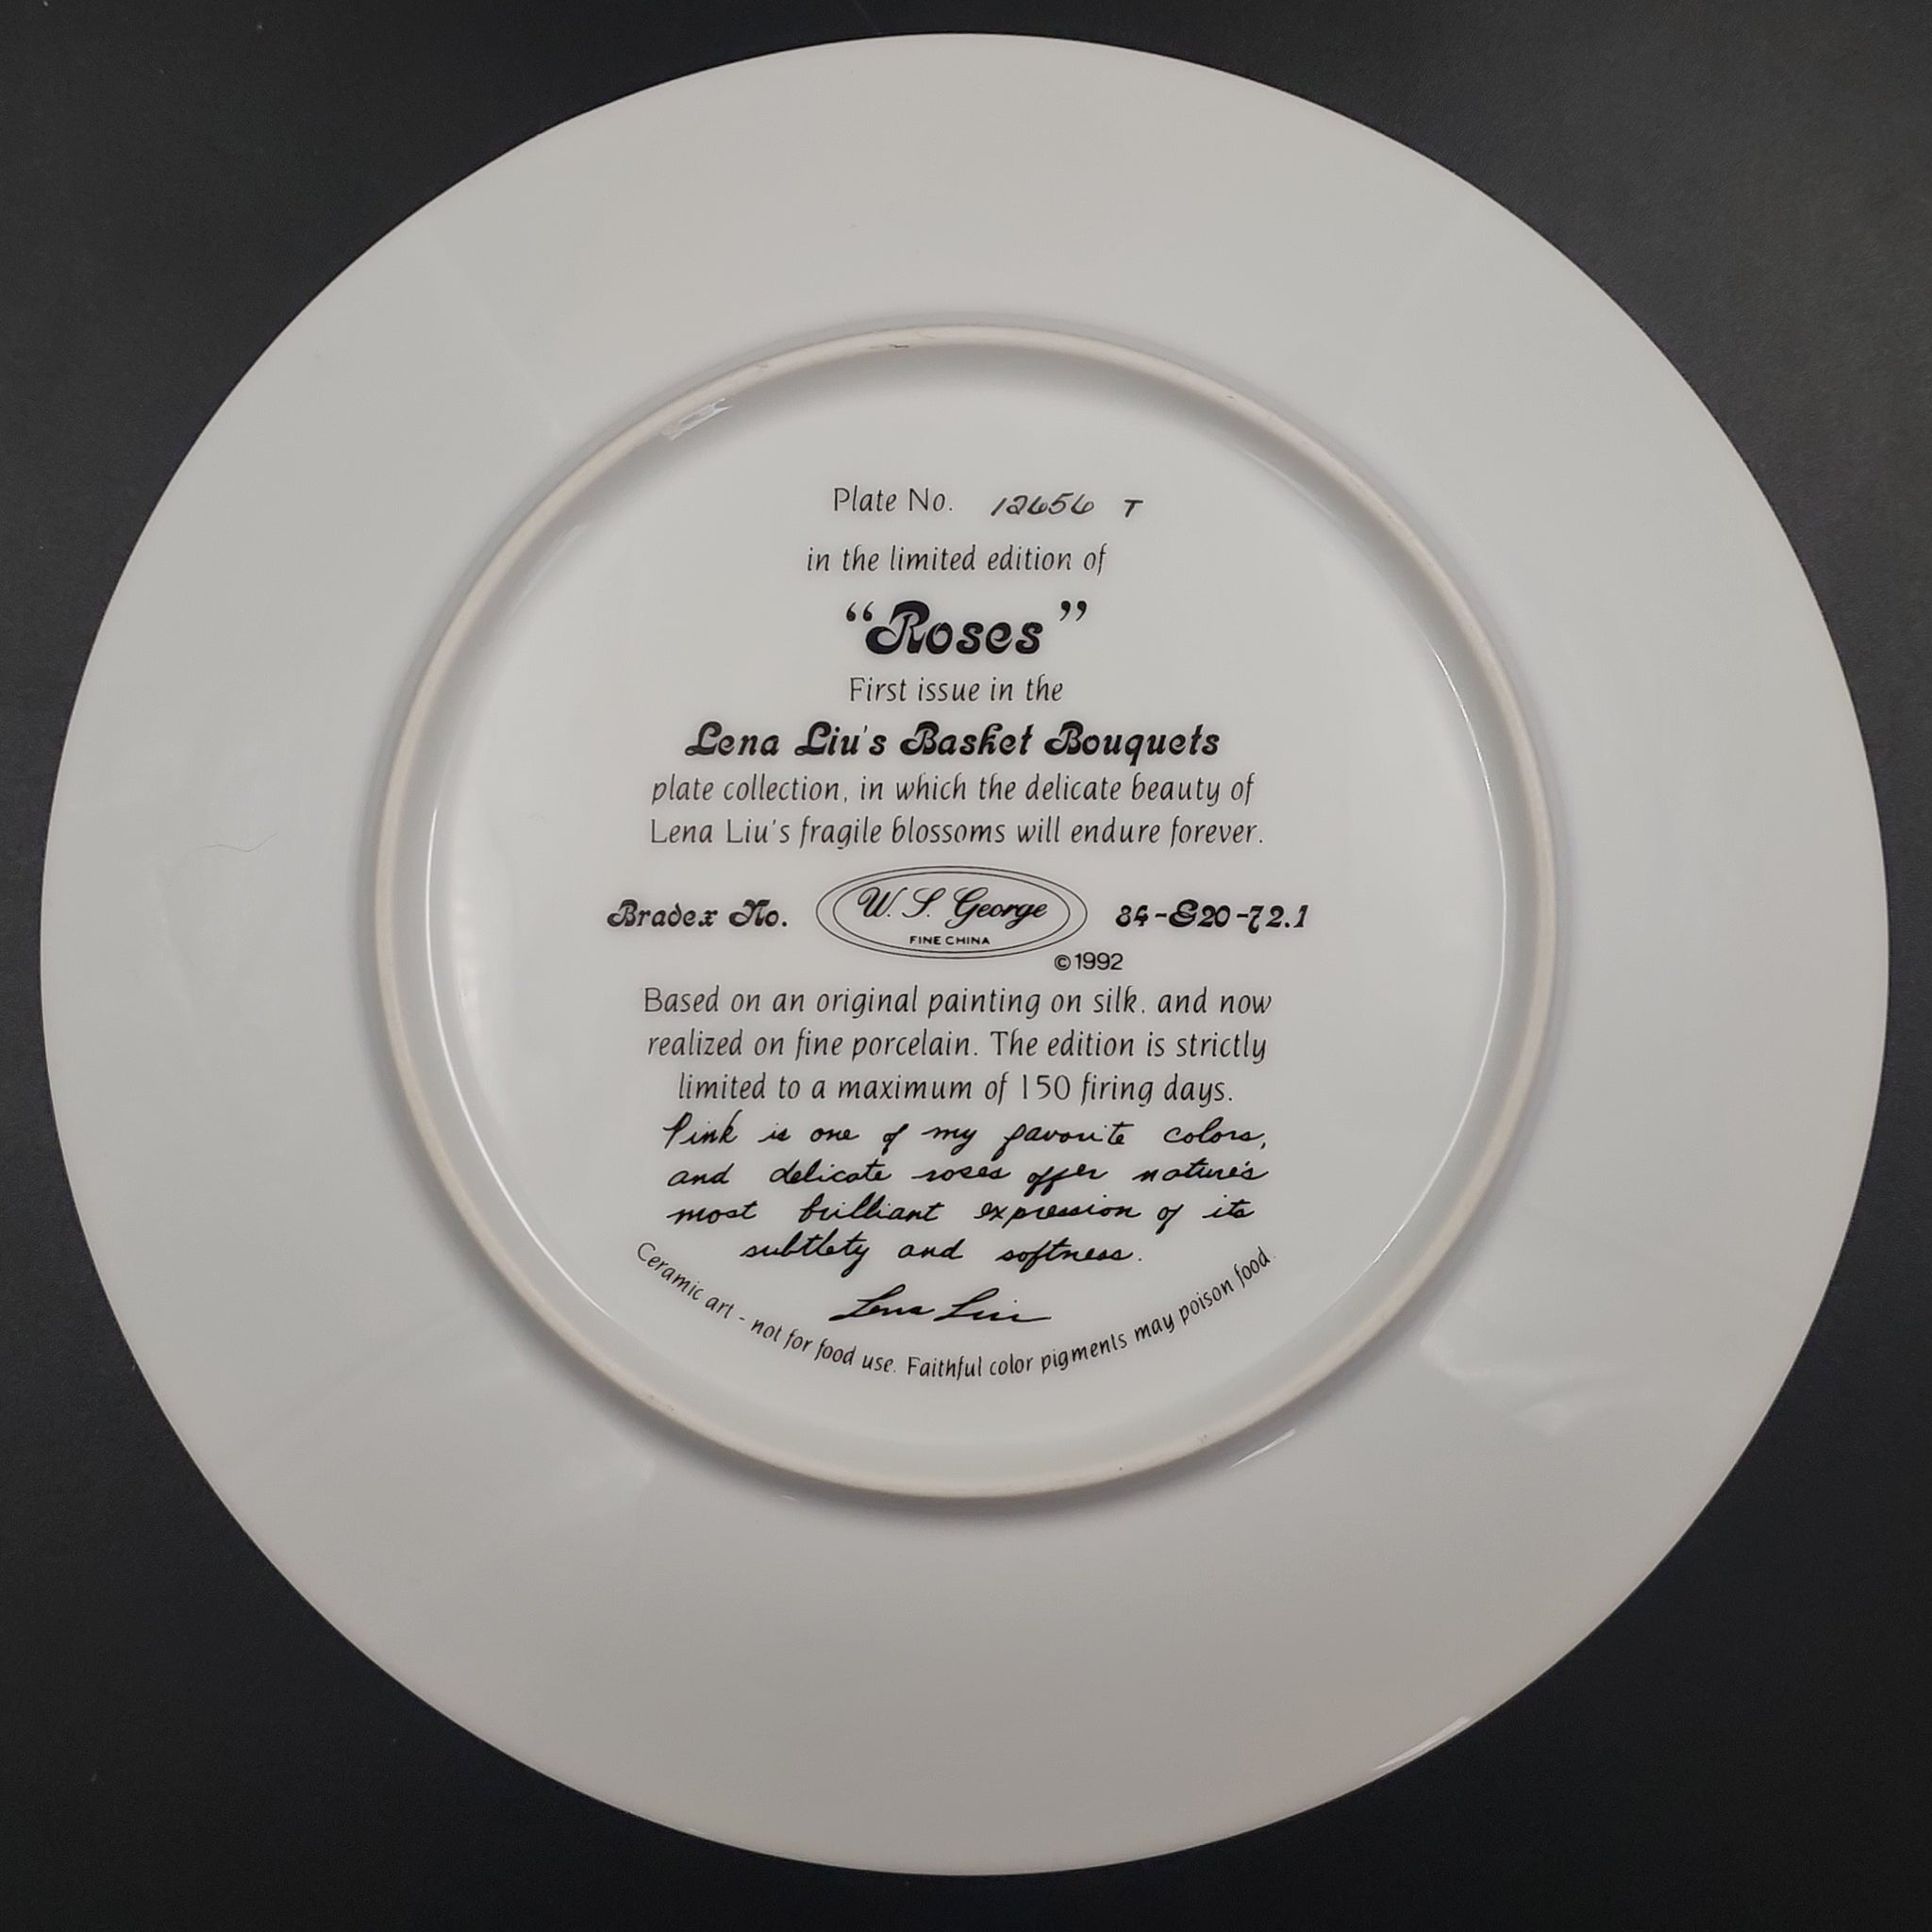 Plate No. 12656 T
in the limited edition of
“Roses”
First issue in the
Lena Liu's Basket Bouquets
plate collection, in which the delicate beauty of
Lena Liu's fragile blossoms will endure forever.
Bradex No. W. S. George 84-G20-72.1
FINE CHINA
©1992
Based on an original painting on silk, and now
realized on fine porcelain. The edition is strictly
limited to a maximum of 150 firing days.
Pink is one of my favorite colors,
and delicate roses offer nature's
most brilliant expression of its
subtlety and softness.
Lena Liu
Ceramic art - not for food use. Faithful color pigments may poison food.